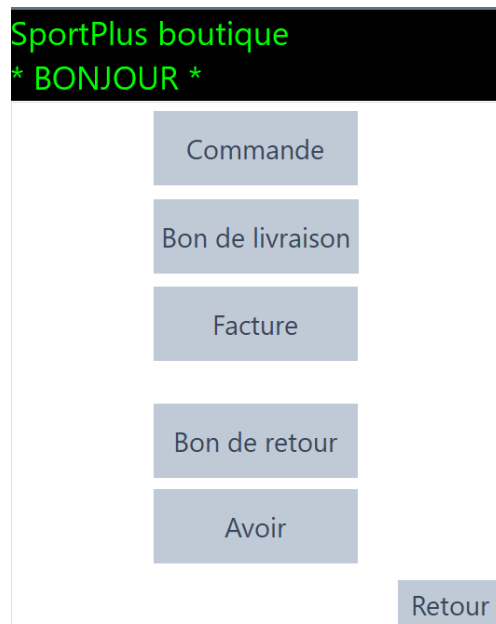 SportPlus boutique
* BONJOUR *
Commande
Bon de livraison
Facture
Bon de retour
Avoir
Retour